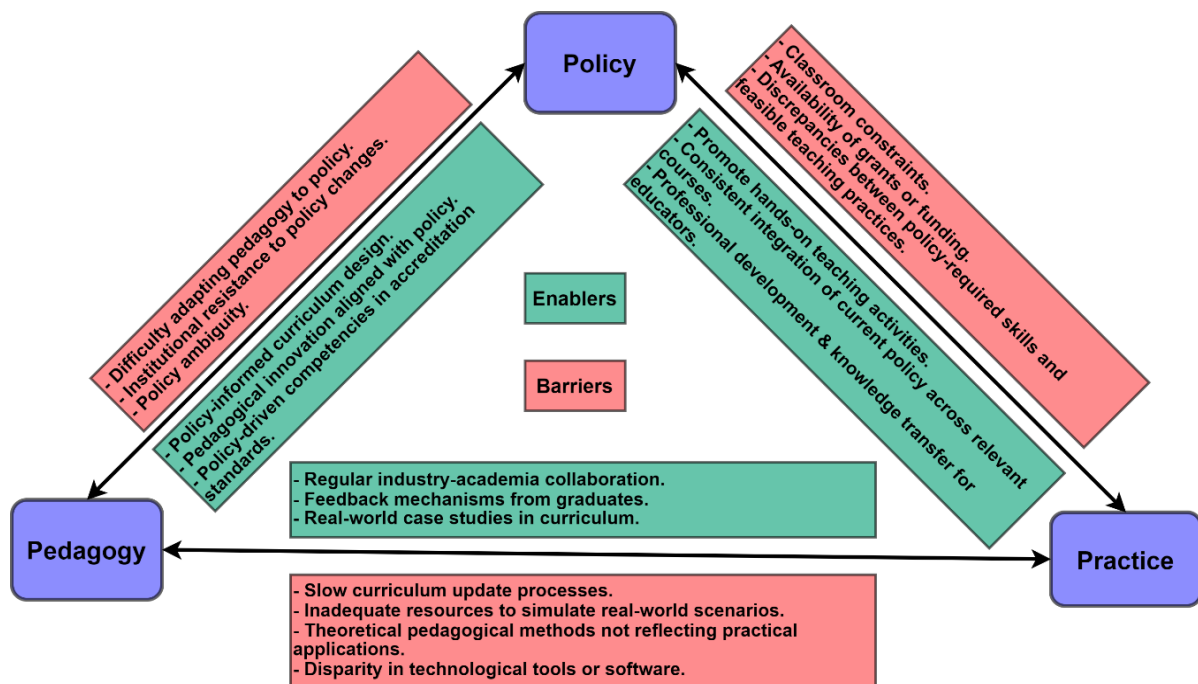 Policy
- Difficulty adapting pedagogy to policy.
- Institutional resistance to policy changes.
- Policy ambiguity.
- Policy-informed curriculum design.
- Pedagogical innovation aligned with policy.
- Policy-driven competencies in accreditation
standards.
- Classroom constraints.
- Availability of grants or funding.
- Discrepancies between policy-required skills and
feasible teaching practices.
- Promote hands-on teaching activities.
- Consistent integration of current policy across relevant
courses.
- Professional development & knowledge transfer for
educators.
Enablers
Barriers
- Regular industry-academia collaboration.
- Feedback mechanisms from graduates.
- Real-world case studies in curriculum.
Pedagogy
Practice
- Slow curriculum update processes.
- Inadequate resources to simulate real-world scenarios.
- Theoretical pedagogical methods not reflecting practical
applications.
- Disparity in technological tools or software.